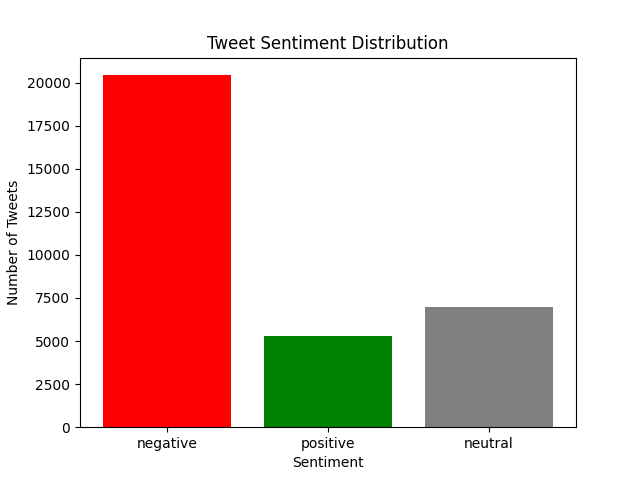 Tweet Sentiment Distribution
Number of Tweets
20000
17500
15000
12500
10000
7500
5000
2500
0
negative positive neutral
Sentiment